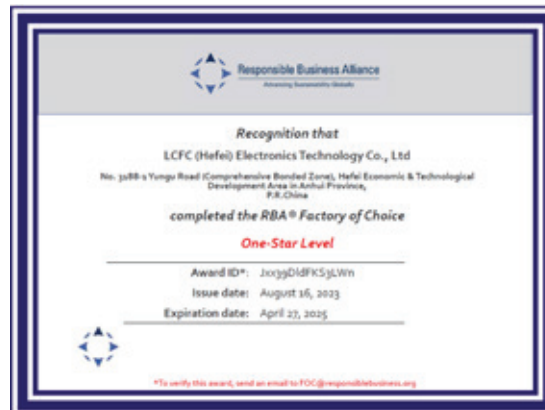 Responsible Business Alliance
Advancing Sustainability Globally
Recognition that
LCFC (Hefei) Electronics Technology Co., Ltd
No. 3188-1 Yungu Road (Comprehensive Bonded Zone), Hefei Economic & Technological
Development Area in Anhui Province,
P.R.China
completed the RBA® Factory of Choice
One-Star Level
Award ID*:
Issue date: August 16, 2023
Expiration date: April 27, 2025
*To verify this award, send an email to FOC@responsiblebusiness.org